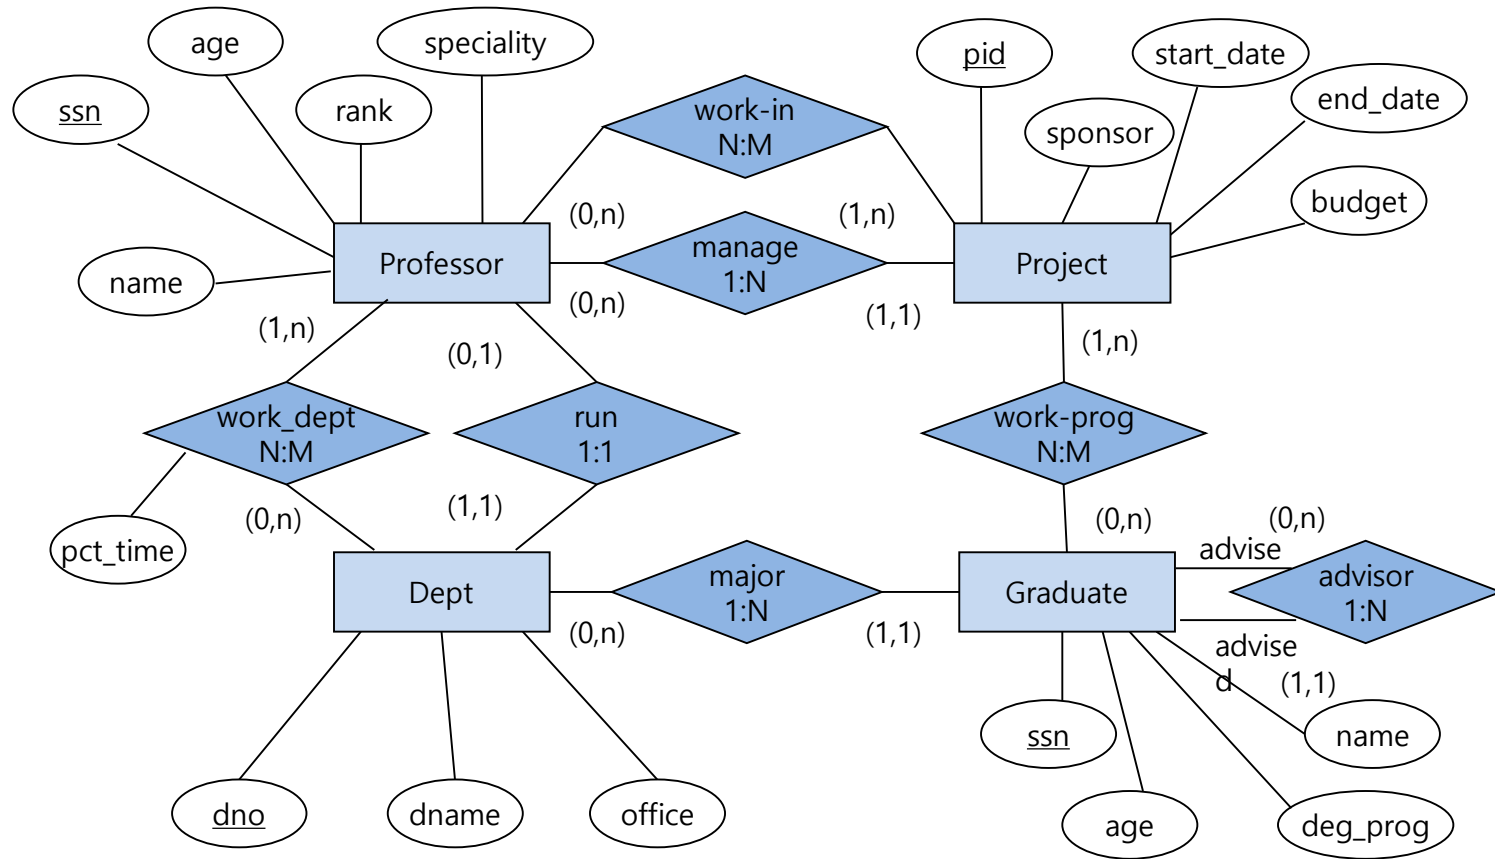 age
speciality
ssn
rank
name
Professor
work-in
N:M
(0,n)
(1,n)
manage
1:N
(0,n)
(1,1)
pid
start_date
end_date
sponsor
budget
Project
(1,n)
(0,1)
(1,n)
work_dept
N:M
run
1:1
work-prog
N:M
pct_time
(0,n)
(1,1)
(0,n)
(0,n)
Dept
major
1:N
(0,n)
(1,1)
Graduate
advise
advisor
1:N
advise
d
(1,1)
dno
dname
office
ssn
name
age
deg_prog